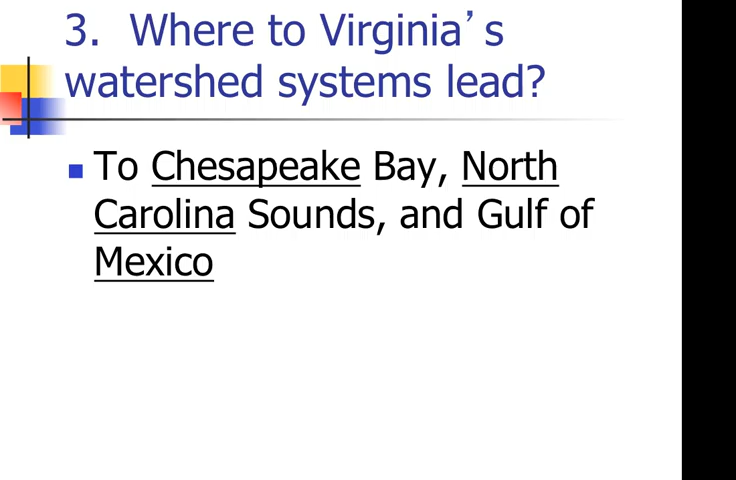 3. Where to Virginia’s
watershed systems lead?
To Chesapeake Bay, North
Carolina Sounds, and Gulf of
Mexico